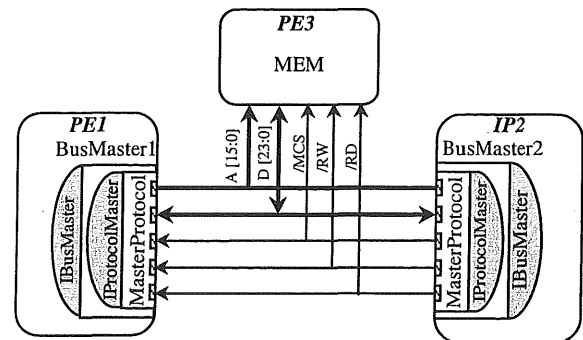 PE3
MEM
PE1
BusMaster1
IBusMaster
IProtocolMaster
MasterProtocol
A [15:0]
D [23:0]
/MCS
/RW
/RD
IP2
BusMaster2
MasterProtocol
IProtocolMaster
IBusMaster